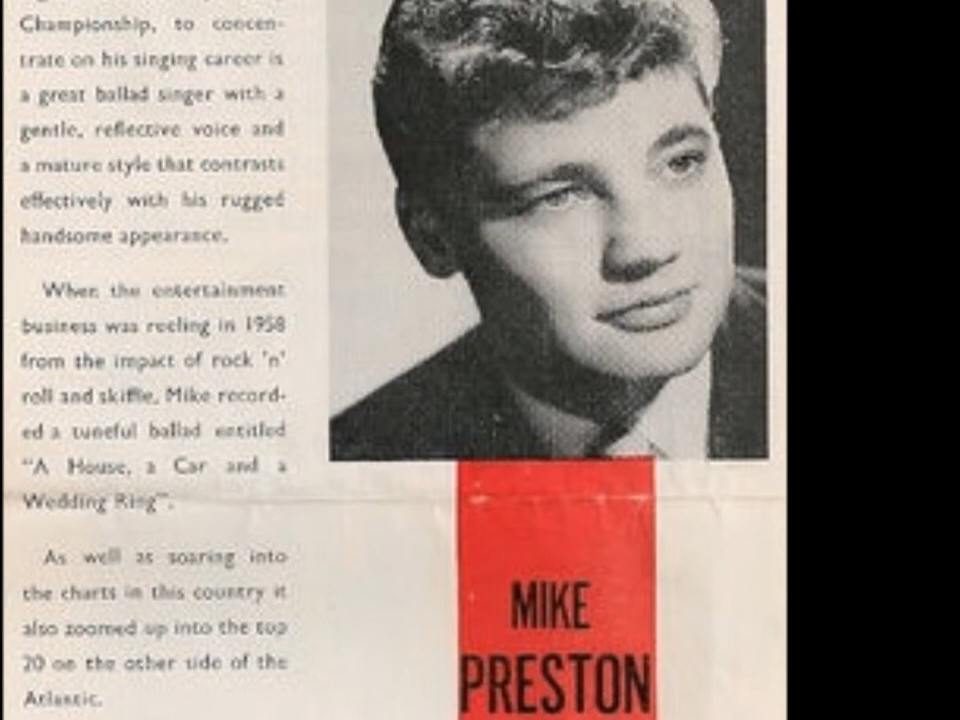 Championship, to concen-
trate on his singing career is
a great ballad singer with a
gentle, reflective voice and
a mature style that contrasts
effectively with his rugged
handsome appearance.
When the entertainment
business was reeling in 1958
from the impact of rock 'n'
roll and skiffle, Mike record-
ed a tuneful ballad entitled
"A House, a Car and a
Wedding Ring".
As well as soaring into
the charts in this country it
also zoomed up into the top
20 on the other side of the
Atlantic.
MIKE
PRESTON